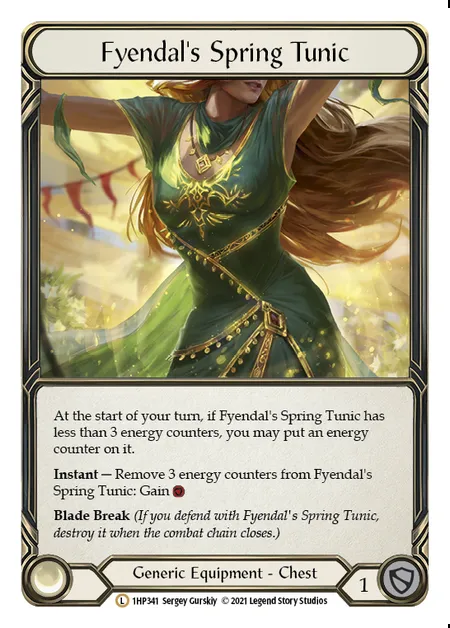 Fyendal's Spring Tunic
At the start of your turn, if Fyendal's Spring Tunic has
less than 3 energy counters, you may put an energy
counter on it.
Instant — Remove 3 energy counters from Fyendal's
Spring Tunic: Gain
Blade Break (If you defend with Fyendal's Spring Tunic,
destroy it when the combat chain closes.)
Generic Equipment - Chest
1
L 1HP341 Sergey Gurskiy © 2021 Legend Story Studios